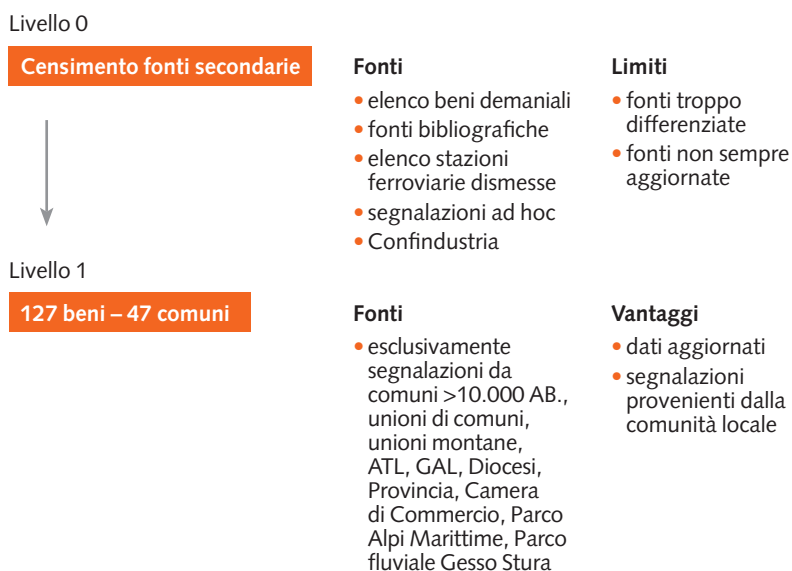 Livello 0
Censimento fonti secondarie
Fonti
• elenco beni demaniali
• fonti bibliografiche
• elenco stazioni
ferroviarie dismesse
• segnalazioni ad hoc
• Confindustria
Limiti
• fonti troppo
differenziate
• fonti non sempre
aggiornate
Livello 1
127 beni – 47 comuni
Fonti
• esclusivamente
segnalazioni da
comuni >10.000 AB.,
unioni di comuni,
unioni montane,
ATL, GAL, Diocesi,
Provincia, Camera
di Commercio, Parco
Alpi Marittime, Parco
fluviale Gesso Stura
Vantaggi
• dati aggiornati
• segnalazioni
provenienti dalla
comunità locale